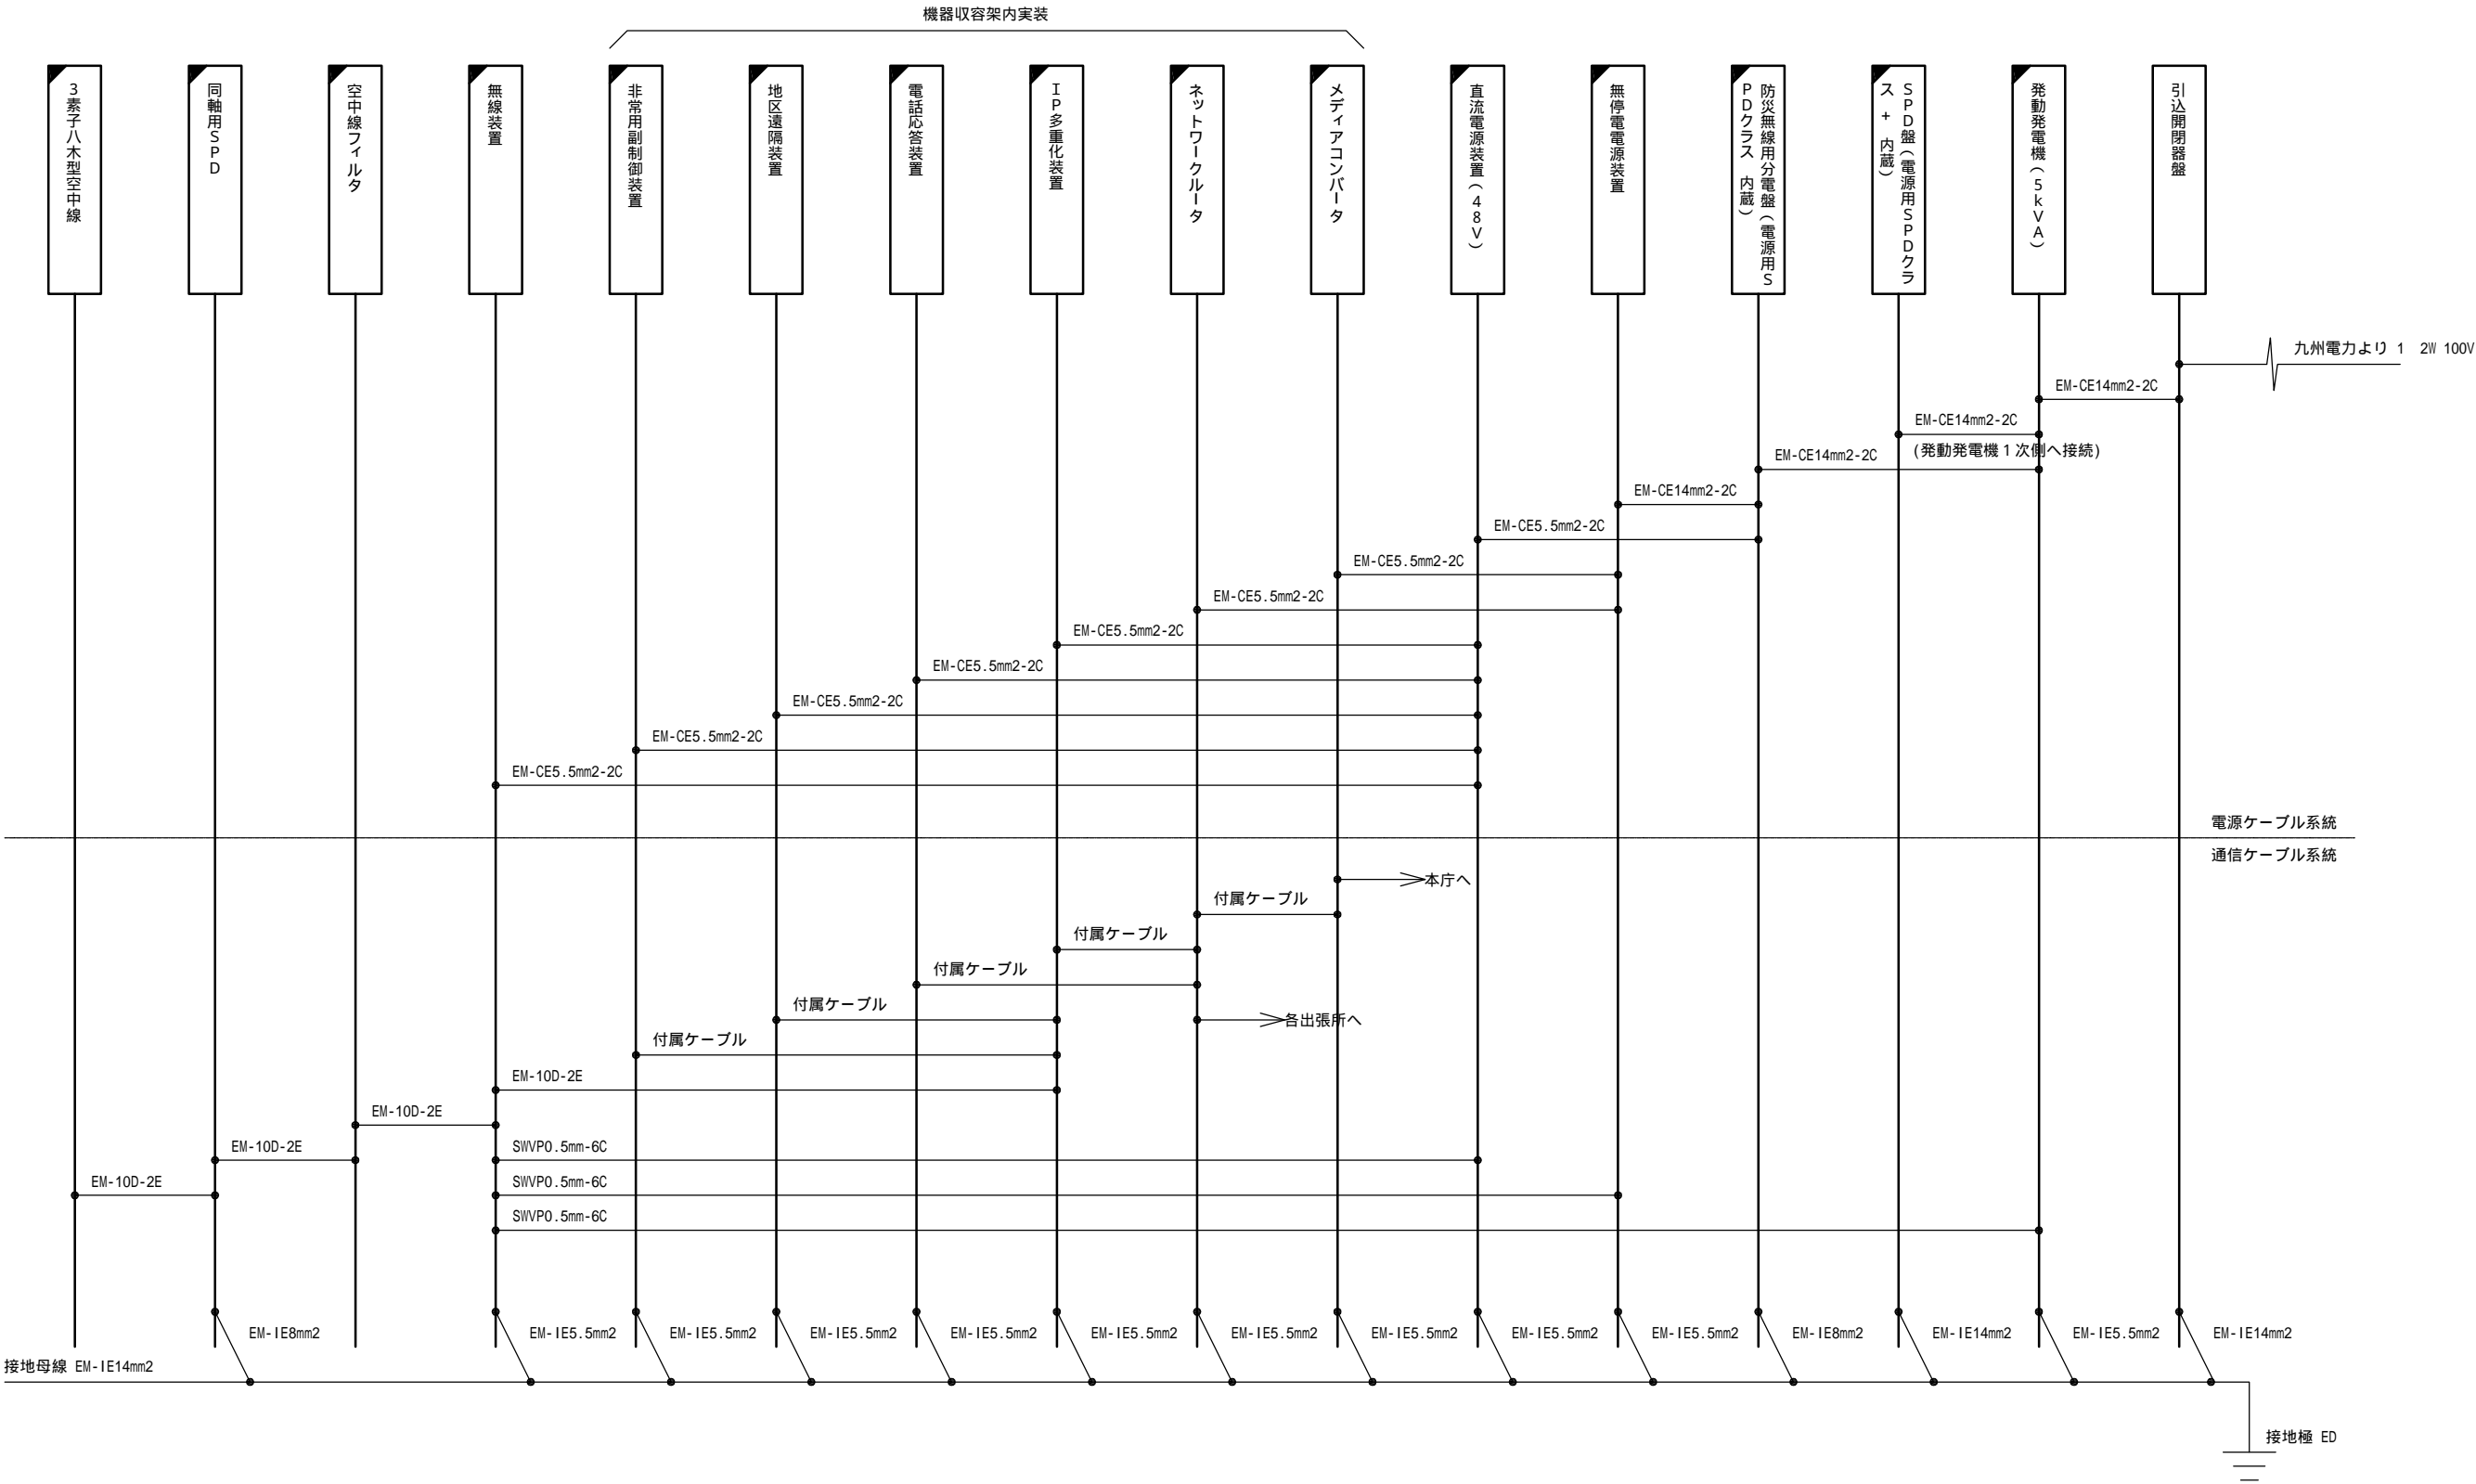 機器収容架内実装
3素子八木型空中線
同軸用SPD
空中線フィルタ
無線装置
非常用副制御装置
地区遠隔装置
電話応答装置
IP多重化装置
ネットワークルータ
メディアコンバータ
直流電源装置(48V)
無停電電源装置
防災無線用分電盤(電源用S
PDクラス 内蔵)
SPD盤(電源用SPDクラ
ス + 内蔵)
発動発電機(5kVA)
引込開閉器盤
九州電力より 1 2W 100V
EM-CE14mm2-2C
EM-CE14mm2-2C
(発動発電機1次側へ接続)
EM-CE14mm2-2C
EM-CE14mm2-2C
EM-CE5.5mm2-2C
EM-CE5.5mm2-2C
EM-CE5.5mm2-2C
EM-CE5.5mm2-2C
EM-CE5.5mm2-2C
EM-CE5.5mm2-2C
EM-CE5.5mm2-2C
EM-CE5.5mm2-2C
電源ケーブル系統
通信ケーブル系統
本庁へ
付属ケーブル
付属ケーブル
付属ケーブル
付属ケーブル
各出張所へ
付属ケーブル
EM-10D-2E
EM-10D-2E
EM-10D-2E
SWVP0.5mm-6C
EM-10D-2E
SWVP0.5mm-6C
SWVP0.5mm-6C
EM-IE8mm2
EM-IE5.5mm2
EM-IE5.5mm2
EM-IE5.5mm2
EM-IE5.5mm2
EM-IE5.5mm2
EM-IE5.5mm2
EM-IE5.5mm2
EM-IE5.5mm2
EM-IE5.5mm2
EM-IE8mm2
EM-IE14mm2
EM-IE5.5mm2
EM-IE14mm2
接地母線 EM-IE14mm2
接地極 ED